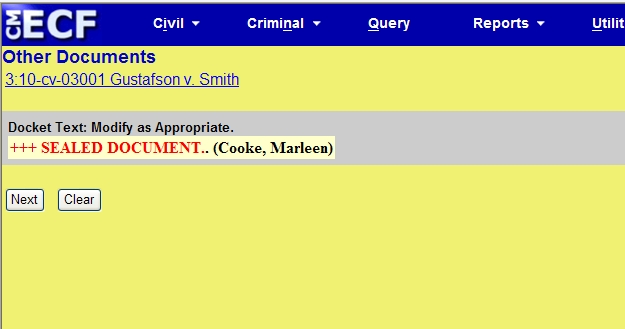 CM ECF Civil Criminal Query Reports
Other Documents
3:10-cv-03001 Gustafson v. Smith
Docket Text: Modify as Appropriate.
+++ SEALED DOCUMENT.. (Cooke, Marleen)
Next Clear